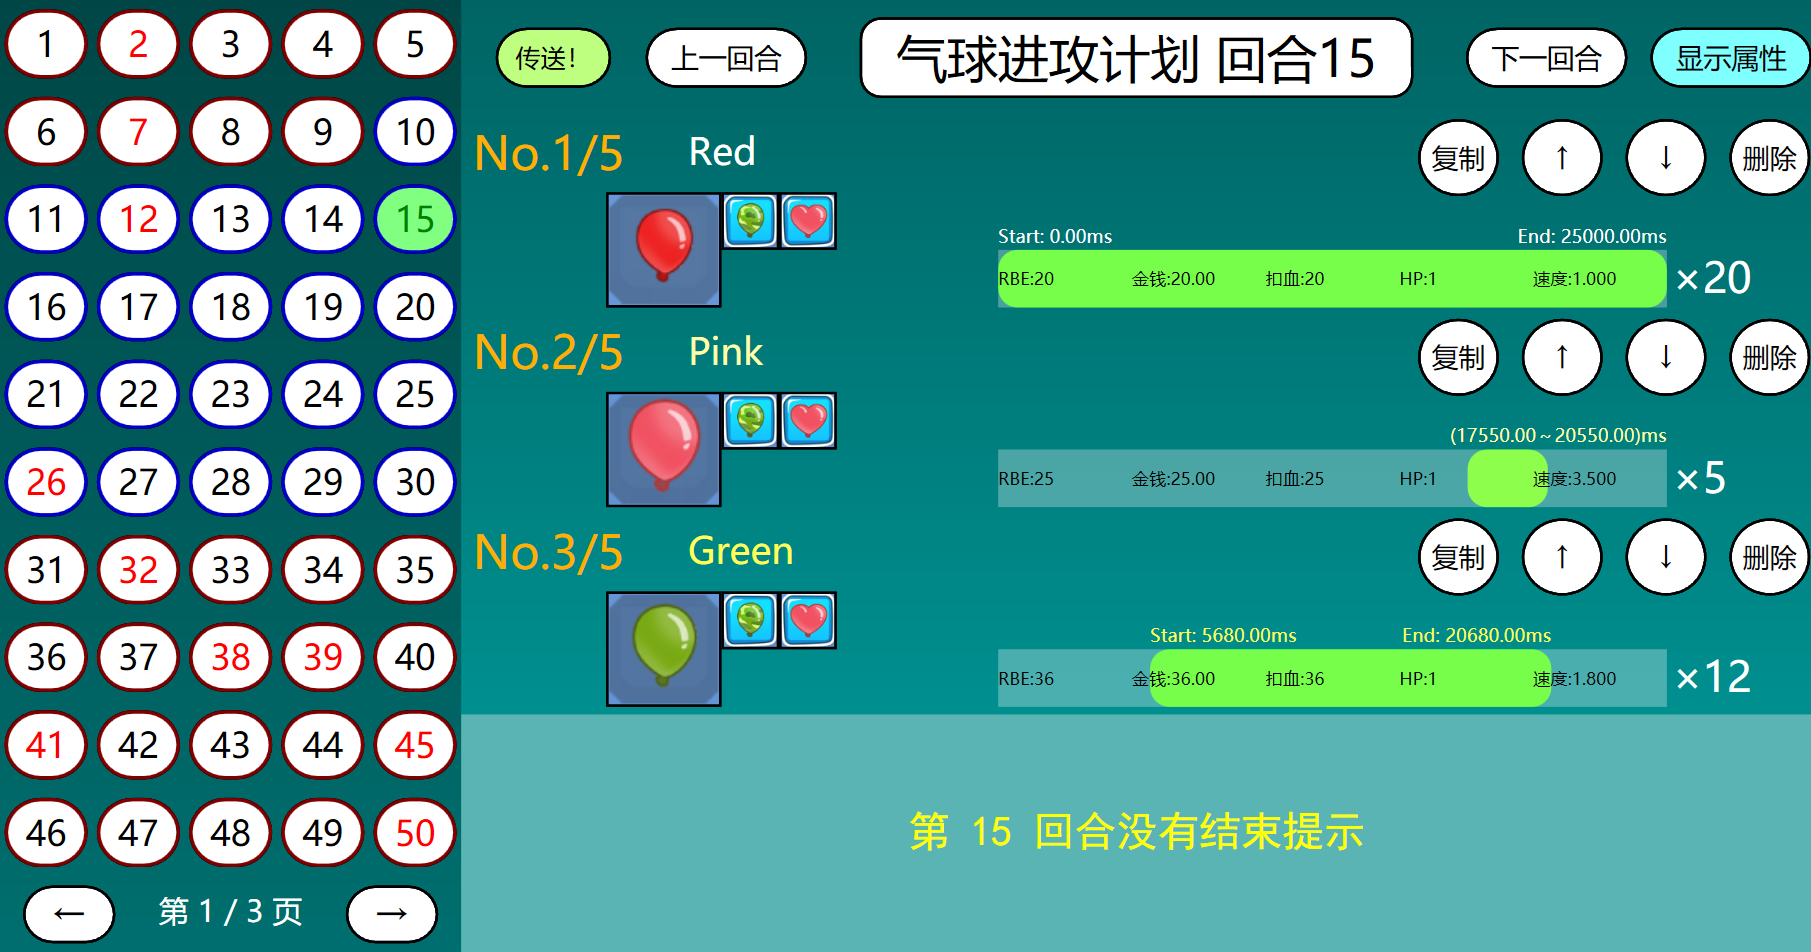 1 2 3 4 5
6 7 8 9 10
11 12 13 14 15
16 17 18 19 20
21 22 23 24 25
26 27 28 29 30
31 32 33 34 35
36 37 38 39 40
41 42 43 44 45
46 47 48 49 50
← 第 1 / 3 页 →
传送! 上一回合 气球进攻计划 回合15 下一回合 显示属性
No.1/5 Red 复制 ↑ ↓ 删除
Start: 0.00ms End: 25000.00ms
RBE:20 金钱:20.00 扣血:20 HP:1 速度:1.000 ×20
No.2/5 Pink 复制 ↑ ↓ 删除
(17550.00～20550.00)ms
RBE:25 金钱:25.00 扣血:25 HP:1 速度:3.500 ×5
No.3/5 Green 复制 ↑ ↓ 删除
Start: 5680.00ms End: 20680.00ms
RBE:36 金钱:36.00 扣血:36 HP:1 速度:1.800 ×12
第 15 回合没有结束提示